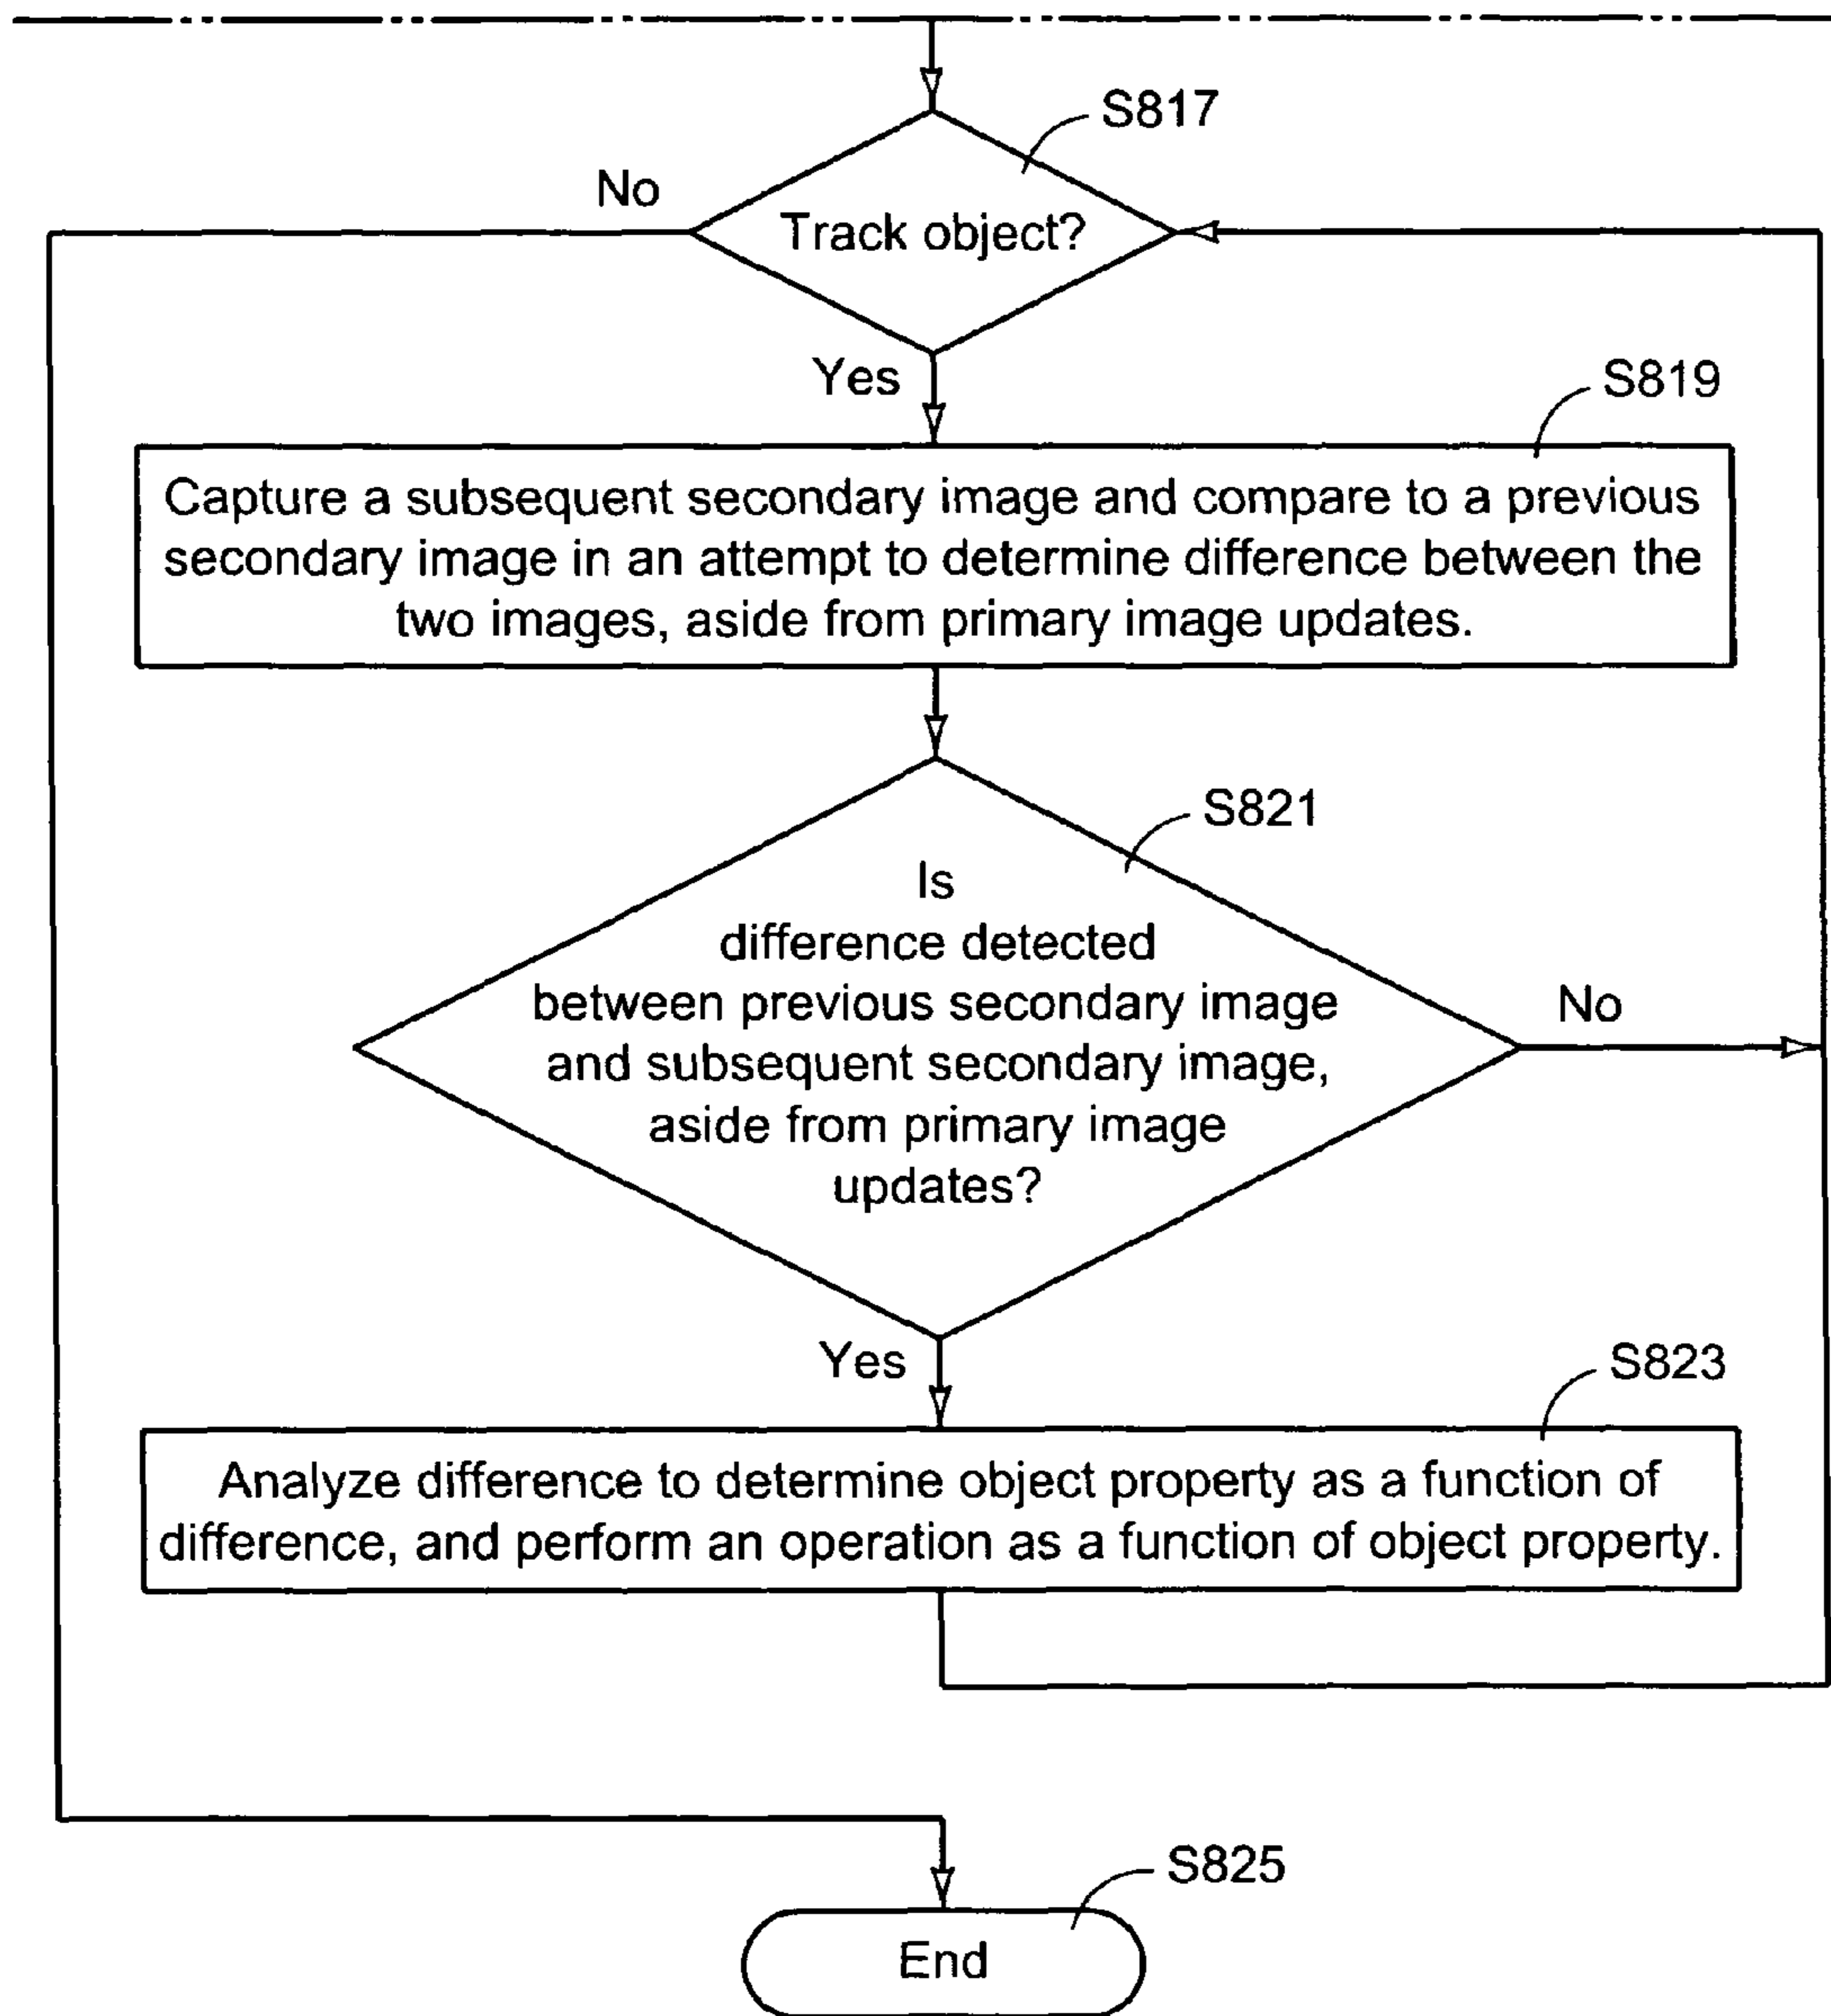 S817
No
Track object?
Yes
S819
Capture a subsequent secondary image and compare to a previous
secondary image in an attempt to determine difference between the
two images, aside from primary image updates.
S821
Is
difference detected
between previous secondary image
and subsequent secondary image,
aside from primary image
updates?
No
Yes
S823
Analyze difference to determine object property as a function of
difference, and perform an operation as a function of object property.
S825
End